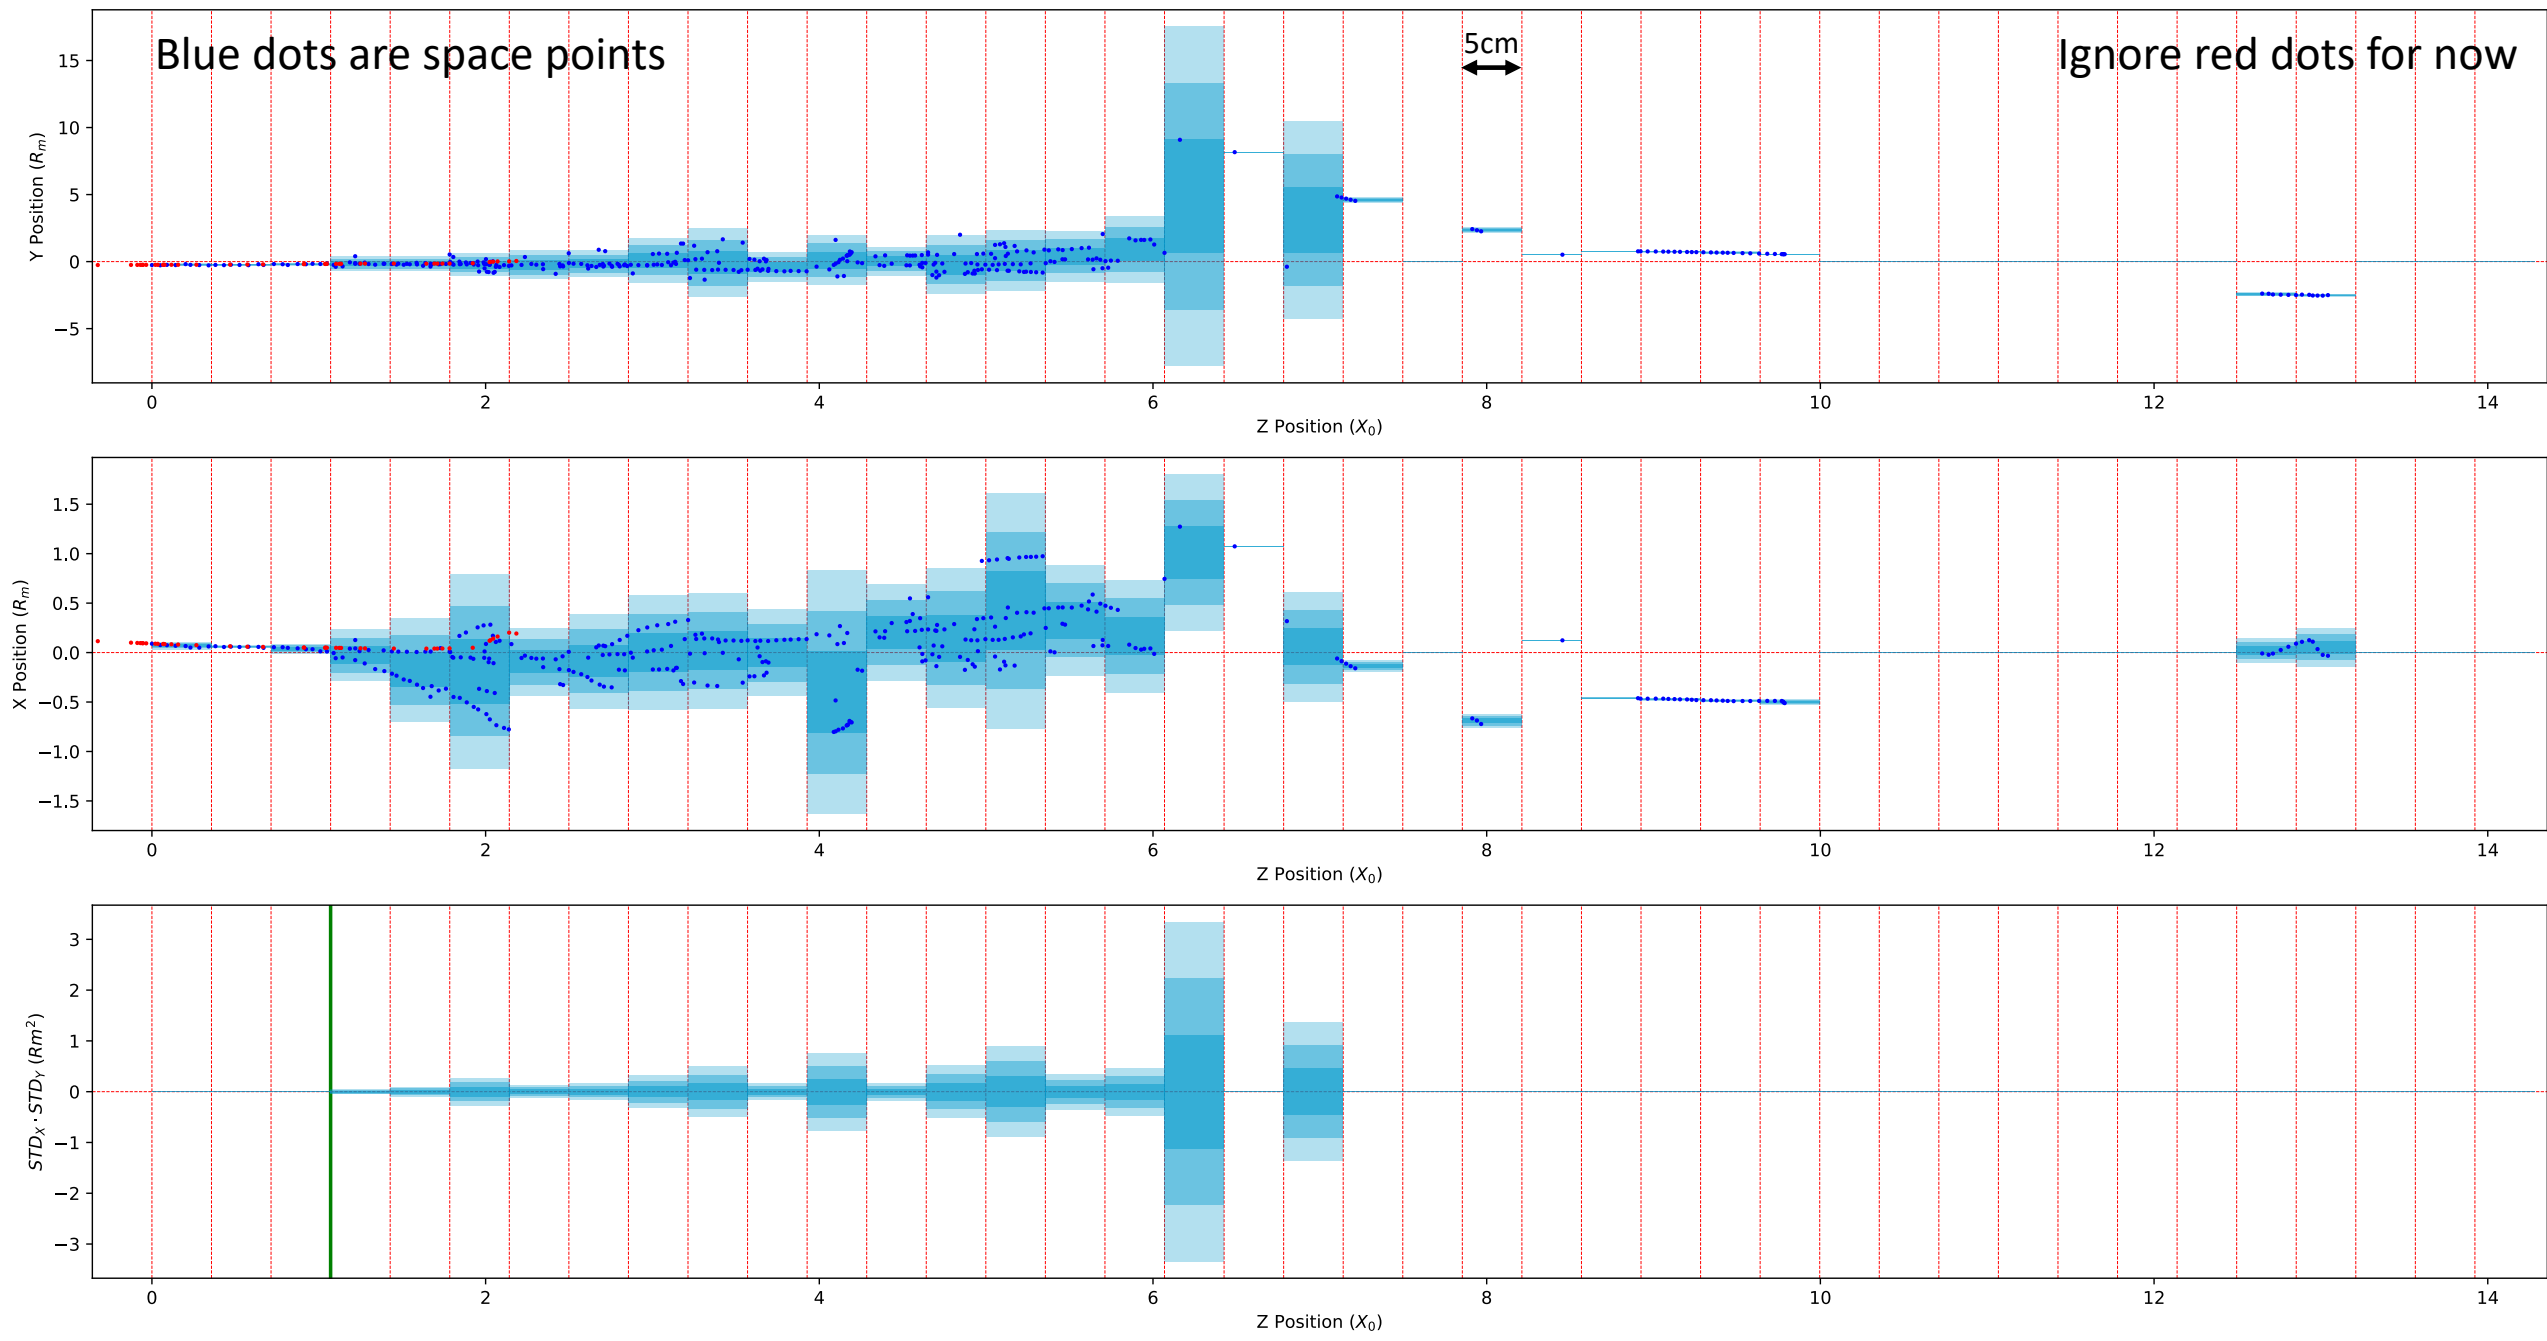 Blue dots are space points
5cm
Ignore red dots for now
Y Position (R_m)
15
10
5
0
−5
0 2 4 6 8 10 12 14
Z Position (X_0)
X Position (R_m)
1.5
1.0
0.5
0.0
−0.5
−1.0
−1.5
0 2 4 6 8 10 12 14
Z Position (X_0)
STD_X · STD_Y (Rm^2)
3
2
1
0
−1
−2
−3
0 2 4 6 8 10 12 14
Z Position (X_0)